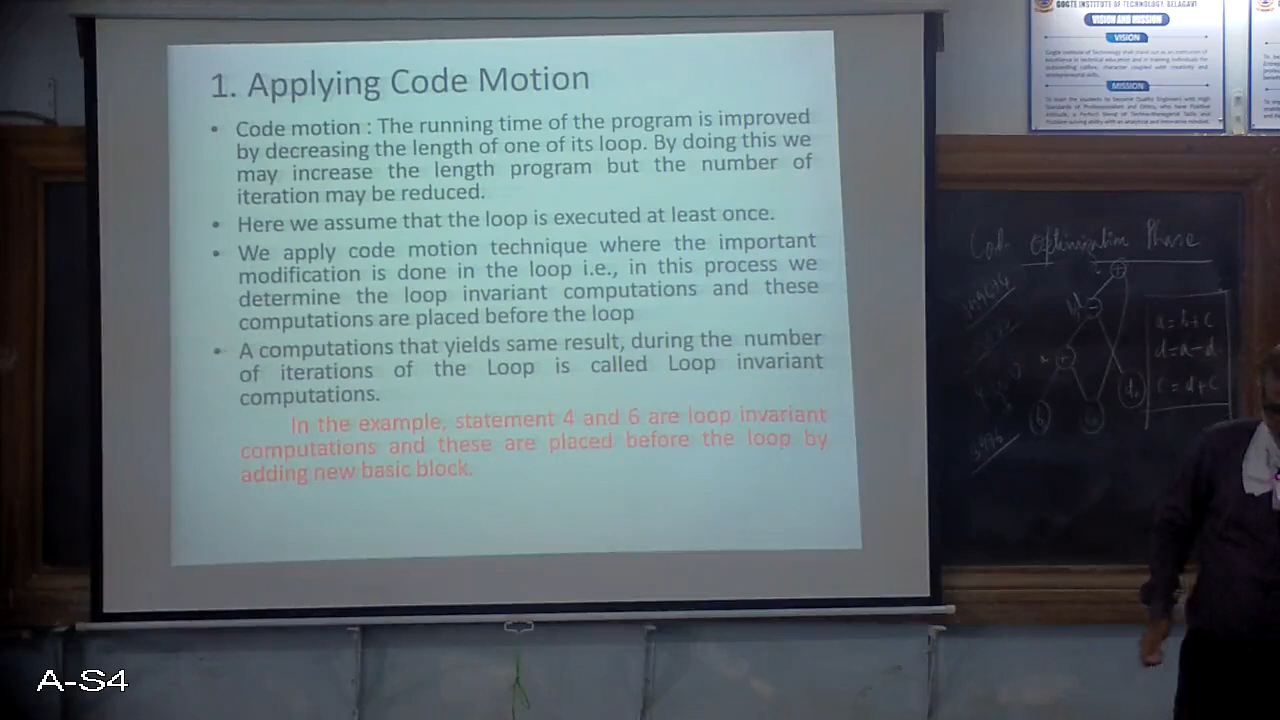 1. Applying Code Motion
• Code motion : The running time of the program is improved
by decreasing the length of one of its loop. By doing this we
may increase the length program but the number of
iteration may be reduced.
• Here we assume that the loop is executed at least once.
• We apply code motion technique where the important
modification is done in the loop i.e., in this process we
determine the loop invariant computations and these
computations are placed before the loop
• A computations that yields same result, during the number
of iterations of the Loop is called Loop invariant
computations.
In the example, statement 4 and 6 are loop invariant
computations and these are placed before the loop by
adding new basic block.
GOGTE INSTITUTE OF TECHNOLOGY, BELAGAVI
VISION AND MISSION
VISION
MISSION
Code Optimization Phase
a = b+c
d = a-d
c = d+c
A-S4